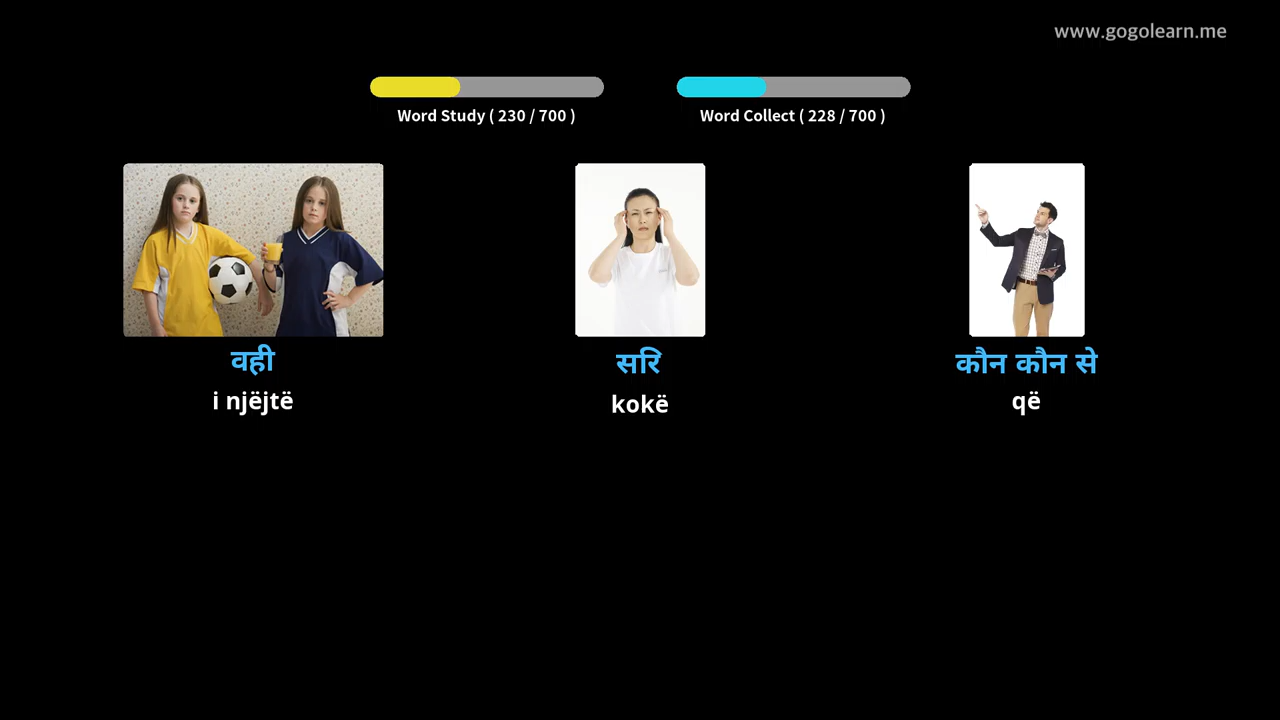 www.gogolearn.me
Word Study ( 230 / 700 )
Word Collect ( 228 / 700 )
वही
सरि
कौन कौन से
i njëjtë
kokë
që